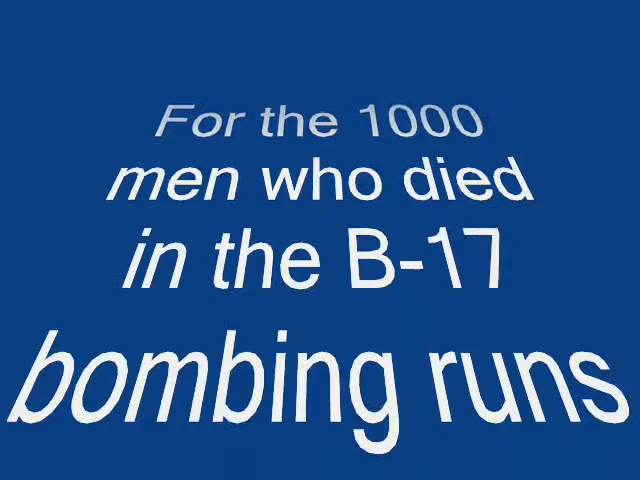 For the 1000
men who died
in the B-17
bombing runs